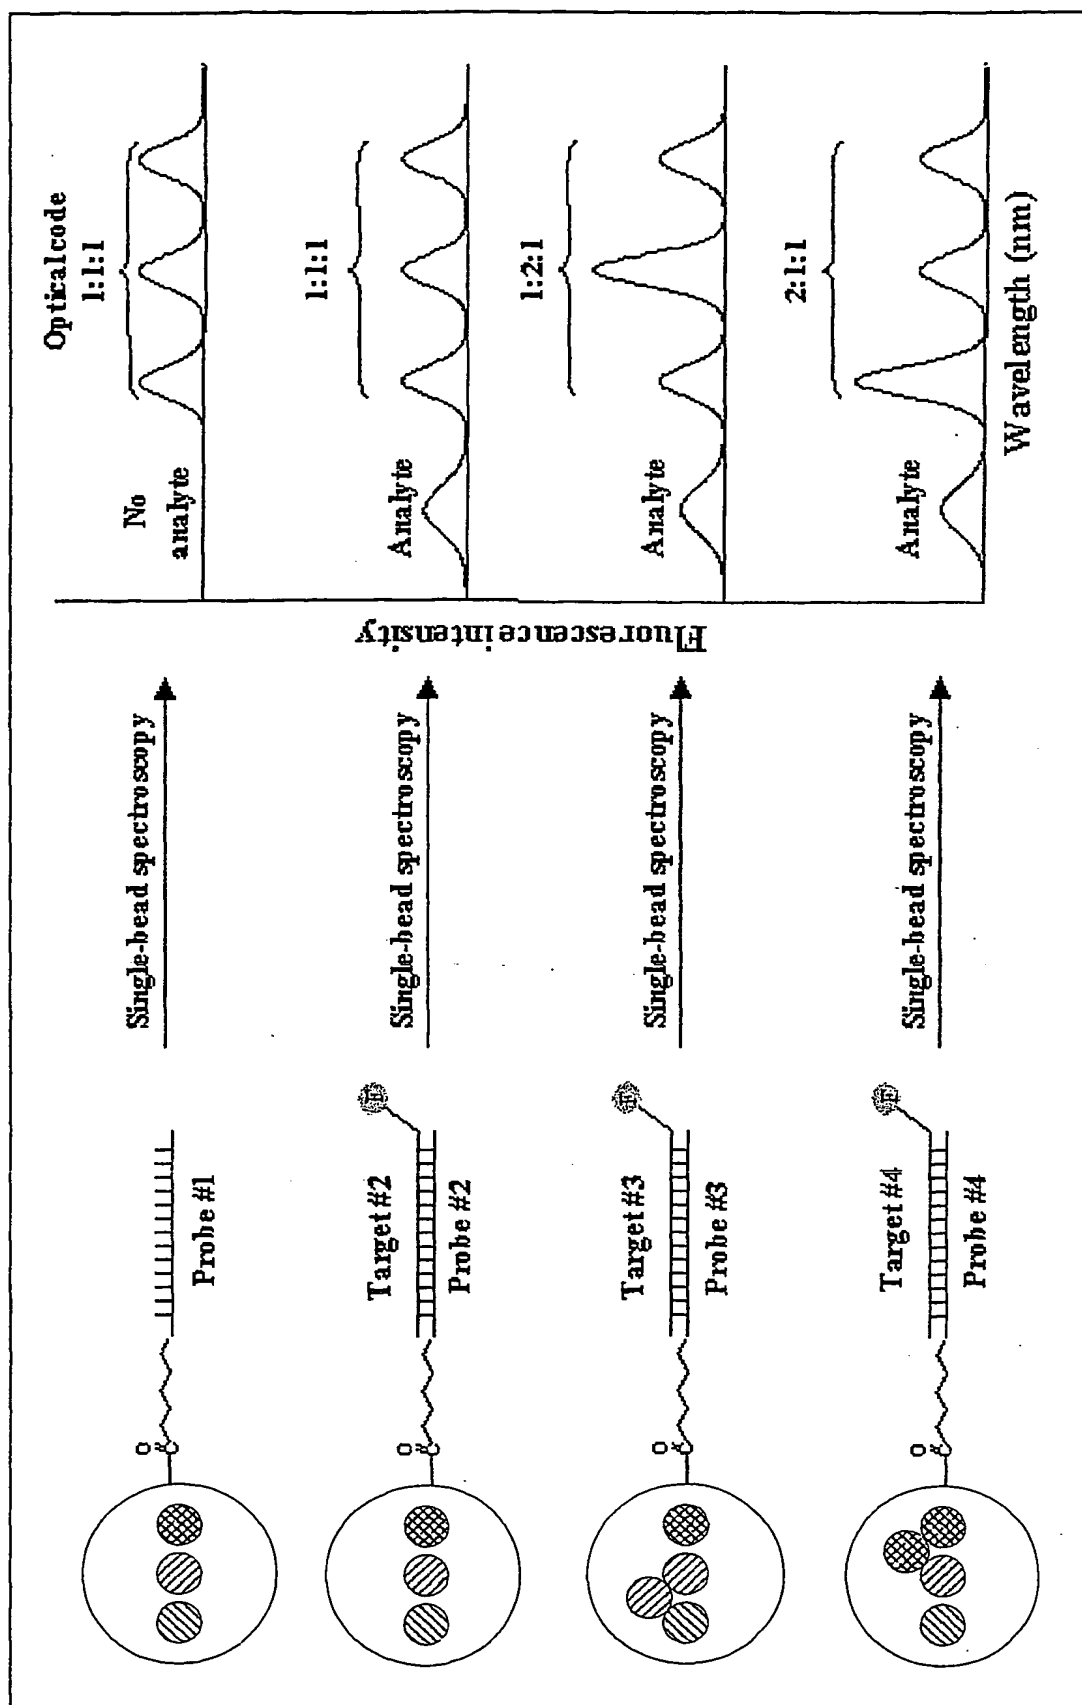 Optical code
1:1:1
No
analyte
Single-bead spectroscopy
O
C
Probe #1
1:1:1
Analyte
Single-bead spectroscopy
Target #2
O
C
Probe #2
Fluorescence intensity
1:2:1
Analyte
Single-bead spectroscopy
Target #3
O
C
Probe #3
2:1:1
Analyte
Single-bead spectroscopy
Target #4
O
C
Probe #4
Wavelength (nm)